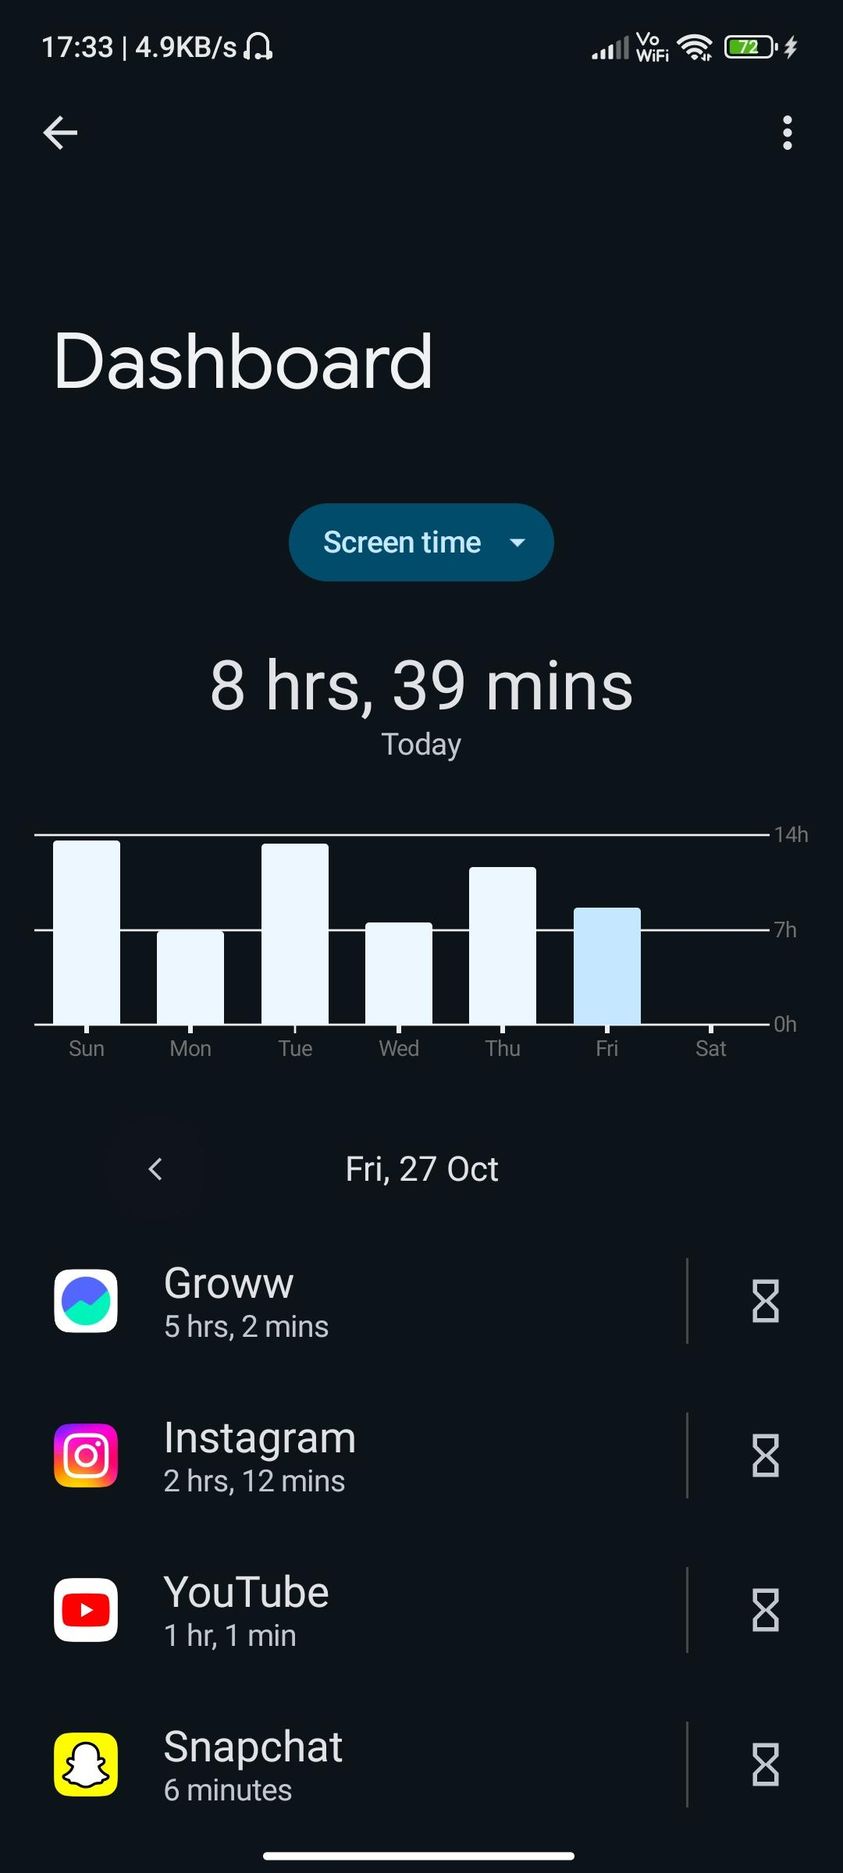 17:33 | 4.9KB/s
Vo
WiFi
72
Dashboard
Screen time
8 hrs, 39 mins
Today
14h
7h
0h
Sun Mon Tue Wed Thu Fri Sat
Fri, 27 Oct
Groww
5 hrs, 2 mins
Instagram
2 hrs, 12 mins
YouTube
1 hr, 1 min
Snapchat
6 minutes